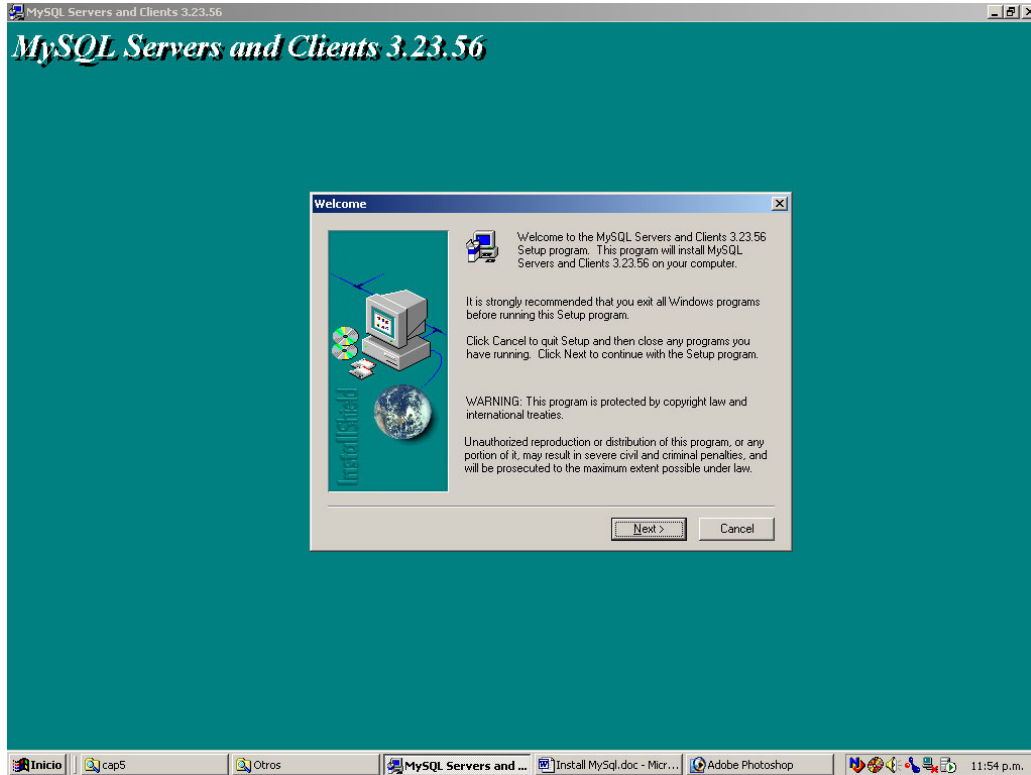 MySQL Servers and Clients 3.23.56
MySQL Servers and Clients 3.23.56
Welcome
Welcome to the MySQL Servers and Clients 3.23.56
Setup program. This program will install MySQL
Servers and Clients 3.23.56 on your computer.
It is strongly recommended that you exit all Windows programs
before running this Setup program.
Click Cancel to quit Setup and then close any programs you
have running. Click Next to continue with the Setup program.
WARNING: This program is protected by copyright law and
international treaties.
Unauthorized reproduction or distribution of this program, or any
portion of it, may result in severe civil and criminal penalties, and
will be prosecuted to the maximum extent possible under law.
InstallShield
Next >
Cancel
Inicio
cap5
Otros
MySQL Servers and ...
Install MySql.doc - Micr...
Adobe Photoshop
11:54 p.m.